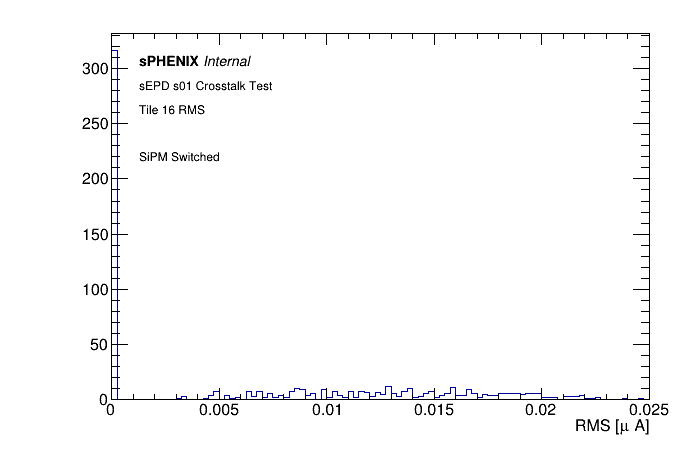 sPHENIX Internal
sEPD s01 Crosstalk Test
Tile 16 RMS
SiPM Switched
300
250
200
150
100
50
0
0 0.005 0.01 0.015 0.02 0.025
RMS [μ A]